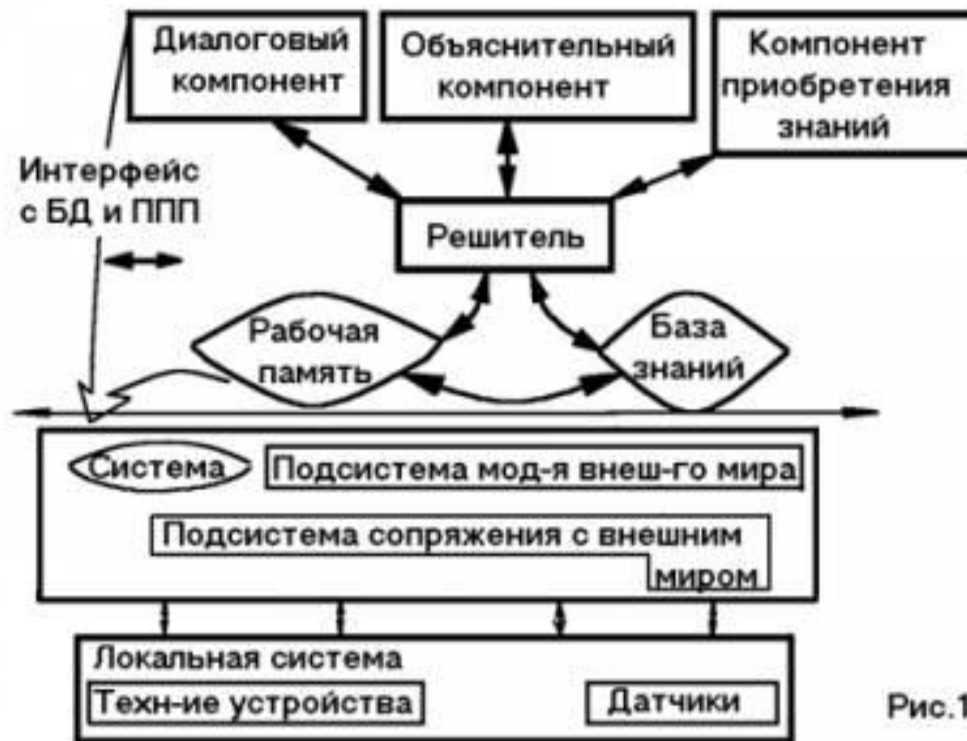 Диалоговый
компонент
Объяснительный
компонент
Компонент
приобретения
знаний
Интерфейс
с БД и ППП
Решитель
Рабочая
память
База
знаний
Система
Подсистема мод-я внеш-го мира
Подсистема сопряжения с внешним
миром
Локальная система
Техн-ие устройства
Датчики
Рис.1